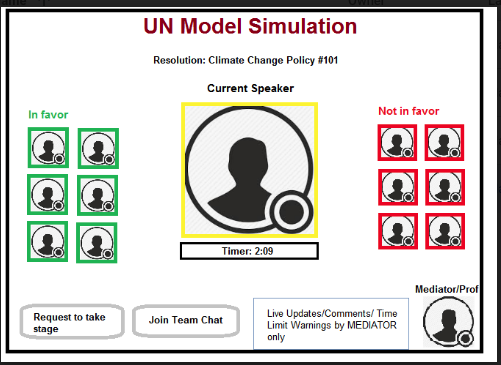 UN Model Simulation
Resolution: Climate Change Policy #101
Current Speaker
In favor
Not in favor
Timer: 2:09
Mediator/Prof
Request to take
stage
Join Team Chat
Live Updates/Comments/ Time
Limit Warnings by MEDIATOR
only